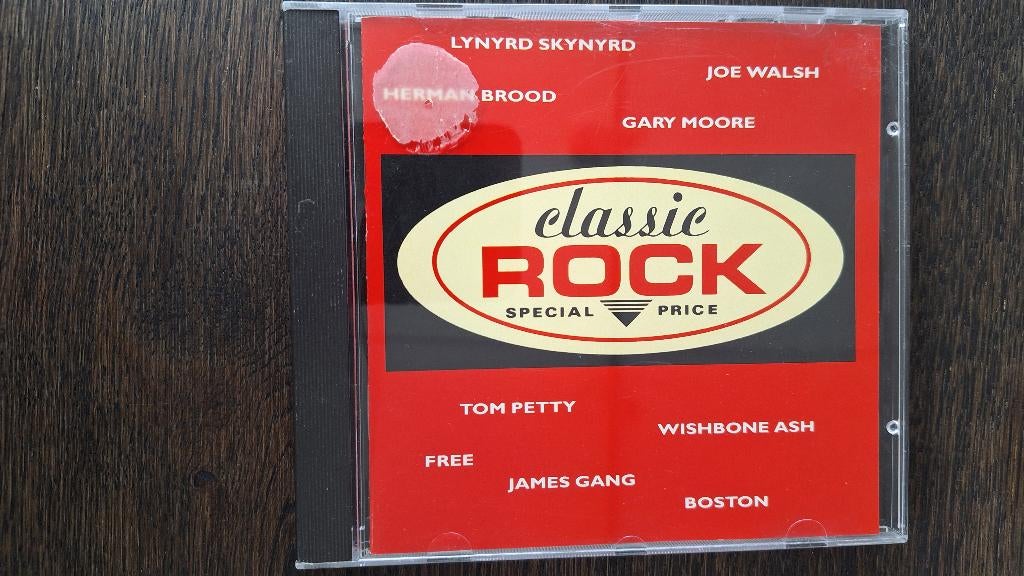 LYNYRD SKYNYRD
JOE WALSH
HERMAN BROOD
GARY MOORE
classic
ROCK
SPECIAL PRICE
TOM PETTY
WISHBONE ASH
FREE
JAMES GANG
BOSTON